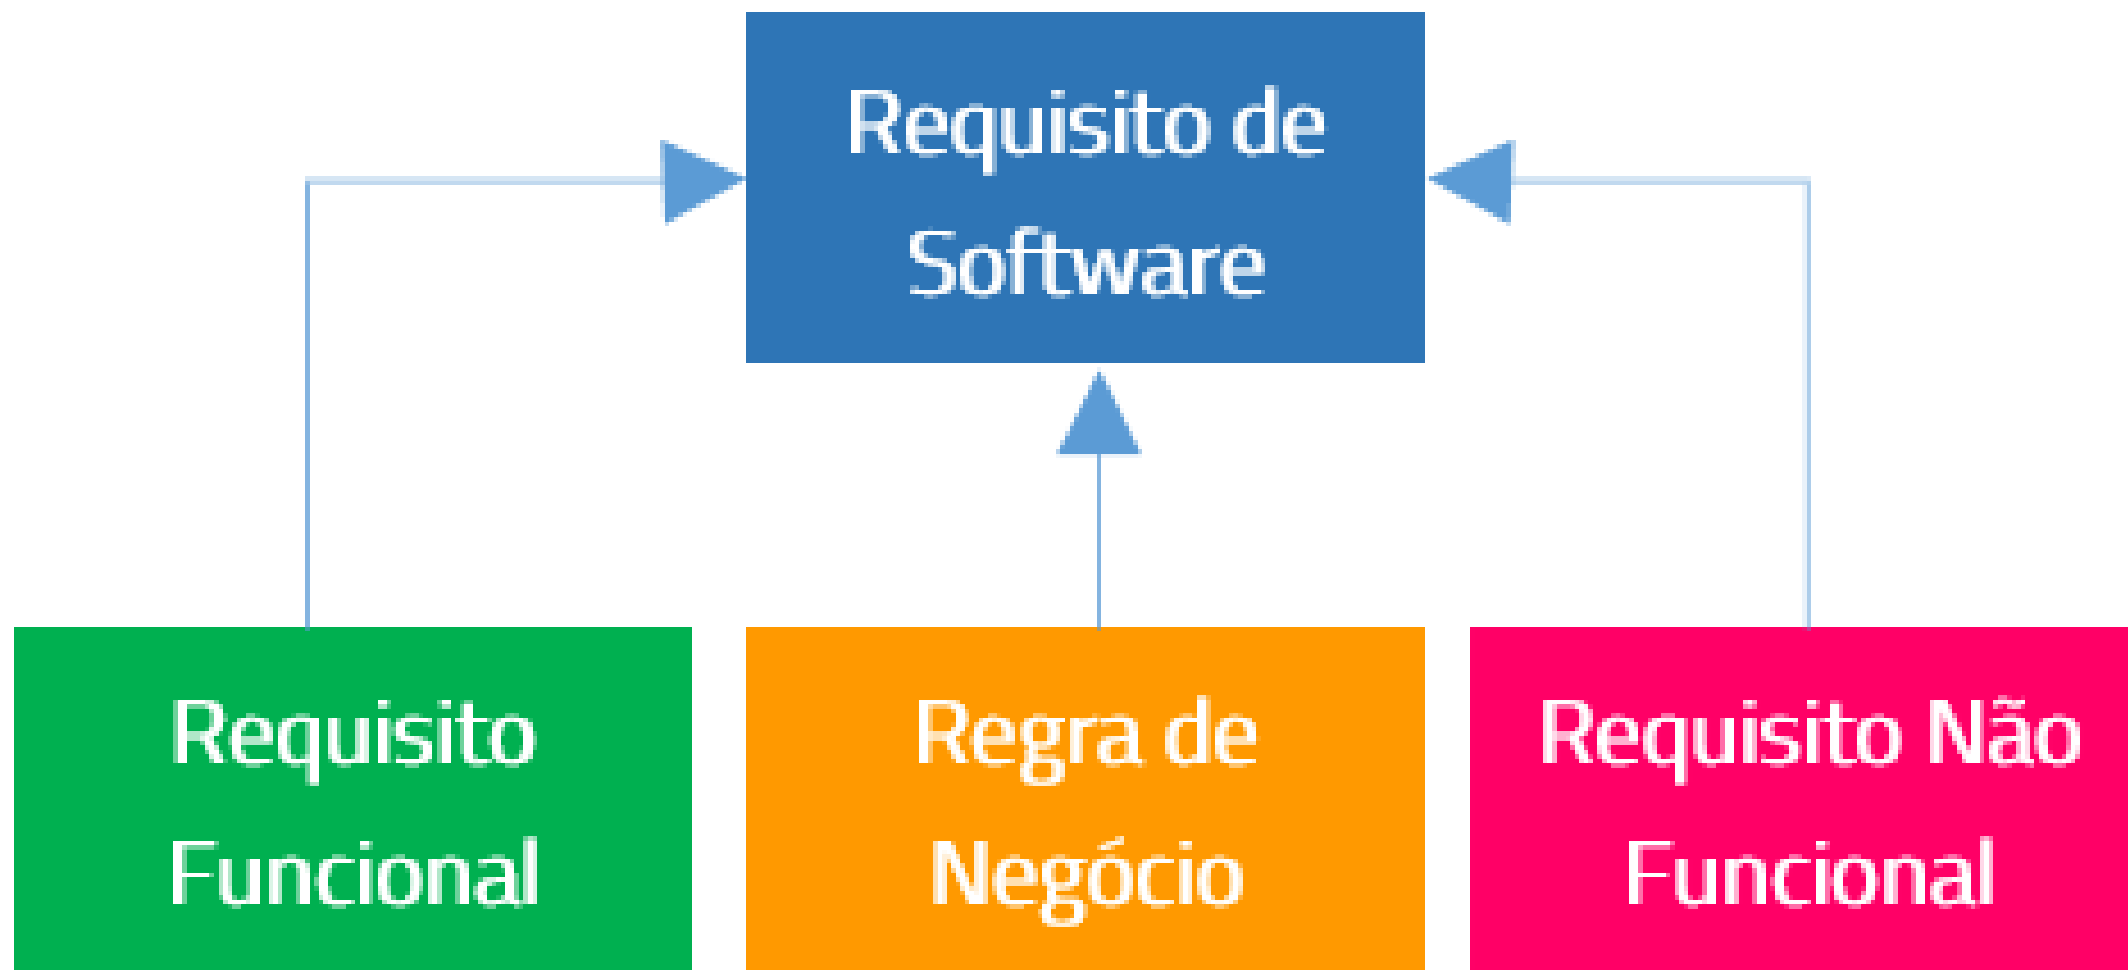 Requisito de
Software
Requisito
Funcional
Regra de
Negócio
Requisito Não
Funcional